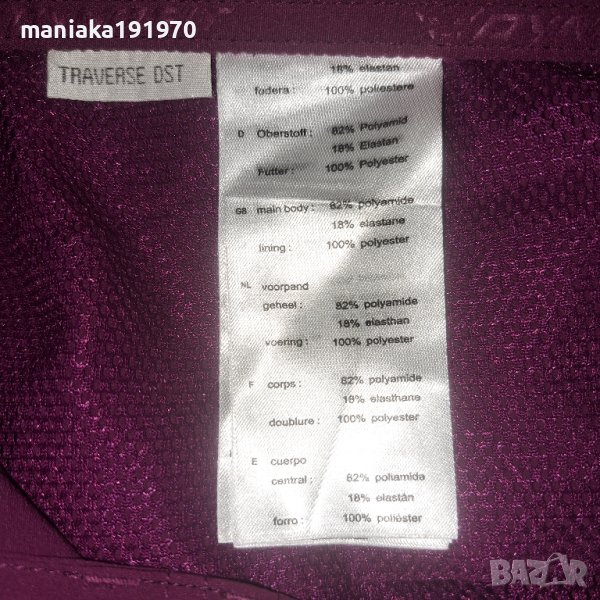 maniaka191970
TRAVERSE DST
18% elastan
fodera: 100% poliestere
D Oberstoff: 82% Polyamid
18% Elastan
Futter: 100% Polyester
GB main body: 82% polyamide
18% elastane
lining: 100% polyester
NL voorpand
geheel: 82% polyamide
18% elasthan
voering: 100% polyester
F corps: 82% polyamide
18% elasthane
doublure: 100% polyester
E cuerpo
central: 82% poliamida
18% elastán
forro: 100% poliéster
BAZAR